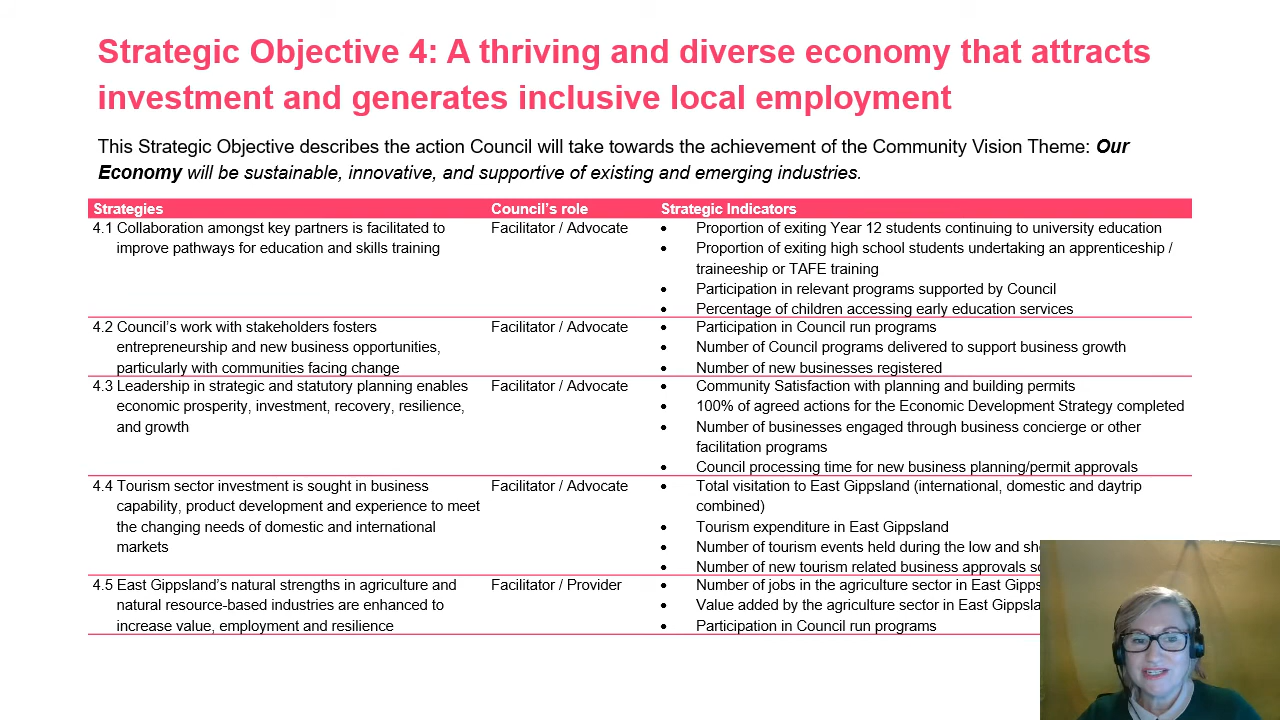 Strategic Objective 4: A thriving and diverse economy that attracts
investment and generates inclusive local employment
This Strategic Objective describes the action Council will take towards the achievement of the Community Vision Theme: Our
Economy will be sustainable, innovative, and supportive of existing and emerging industries.
Strategies Council's role Strategic Indicators
4.1 Collaboration amongst key partners is facilitated to
improve pathways for education and skills training
Facilitator / Advocate
• Proportion of exiting Year 12 students continuing to university education
• Proportion of exiting high school students undertaking an apprenticeship /
traineeship or TAFE training
• Participation in relevant programs supported by Council
• Percentage of children accessing early education services
4.2 Council's work with stakeholders fosters
entrepreneurship and new business opportunities,
particularly with communities facing change
Facilitator / Advocate
• Participation in Council run programs
• Number of Council programs delivered to support business growth
• Number of new businesses registered
4.3 Leadership in strategic and statutory planning enables
economic prosperity, investment, recovery, resilience,
and growth
Facilitator / Advocate
• Community Satisfaction with planning and building permits
• 100% of agreed actions for the Economic Development Strategy completed
• Number of businesses engaged through business concierge or other
facilitation programs
• Council processing time for new business planning/permit approvals
4.4 Tourism sector investment is sought in business
capability, product development and experience to meet
the changing needs of domestic and international
markets
Facilitator / Advocate
• Total visitation to East Gippsland (international, domestic and daytrip
combined)
• Tourism expenditure in East Gippsland
• Number of tourism events held during the low and
• Number of new tourism related business approvals
4.5 East Gippsland's natural strengths in agriculture and
natural resource-based industries are enhanced to
increase value, employment and resilience
Facilitator / Provider
• Number of jobs in the agriculture sector in East
• Value added by the agriculture sector in East
• Participation in Council run programs